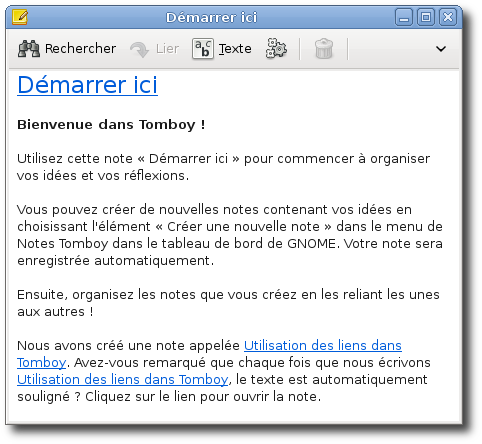 Démarrer ici
Rechercher Lier abc Texte
Démarrer ici
Bienvenue dans Tomboy !
Utilisez cette note « Démarrer ici » pour commencer à organiser
vos idées et vos réflexions.
Vous pouvez créer de nouvelles notes contenant vos idées en
choisissant l'élément « Créer une nouvelle note » dans le menu de
Notes Tomboy dans le tableau de bord de GNOME. Votre note sera
enregistrée automatiquement.
Ensuite, organisez les notes que vous créez en les reliant les unes
aux autres !
Nous avons créé une note appelée Utilisation des liens dans
Tomboy. Avez-vous remarqué que chaque fois que nous écrivons
Utilisation des liens dans Tomboy, le texte est automatiquement
souligné ? Cliquez sur le lien pour ouvrir la note.